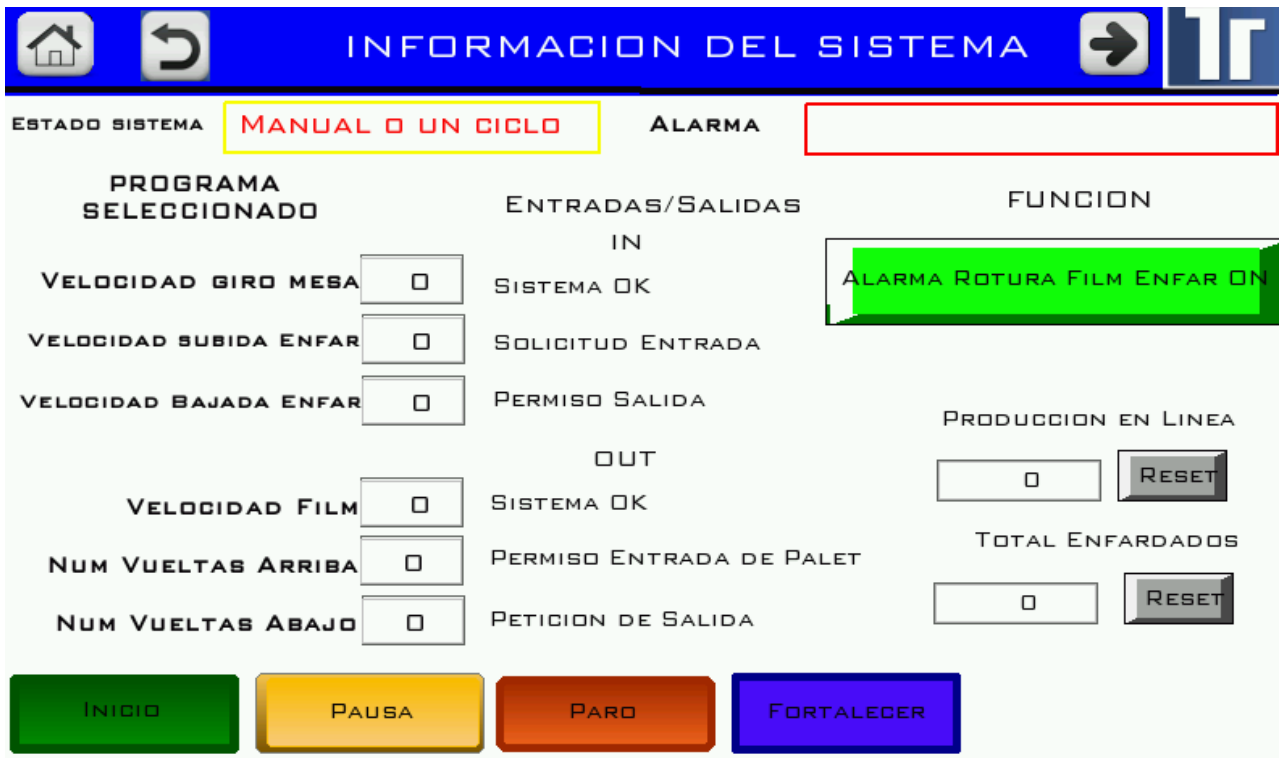 INFORMACION DEL SISTEMA
ESTADO SISTEMA
MANUAL O UN CICLO
ALARMA
PROGRAMA
SELECCIONADO
VELOCIDAD GIRO MESA 0
VELOCIDAD SUBIDA ENFAR 0
VELOCIDAD BAJADA ENFAR 0
VELOCIDAD FILM 0
NUM VUELTAS ARRIBA 0
NUM VUELTAS ABAJO 0
ENTRADAS/SALIDAS
IN
SISTEMA OK
SOLICITUD ENTRADA
PERMISO SALIDA
OUT
SISTEMA OK
PERMISO ENTRADA DE PALET
PETICION DE SALIDA
FUNCION
ALARMA ROTURA FILM ENFAR ON
PRODUCCION EN LINEA
0 RESET
TOTAL ENFARDADOS
0 RESET
INICIO
PAUSA
PARO
FORTALECER